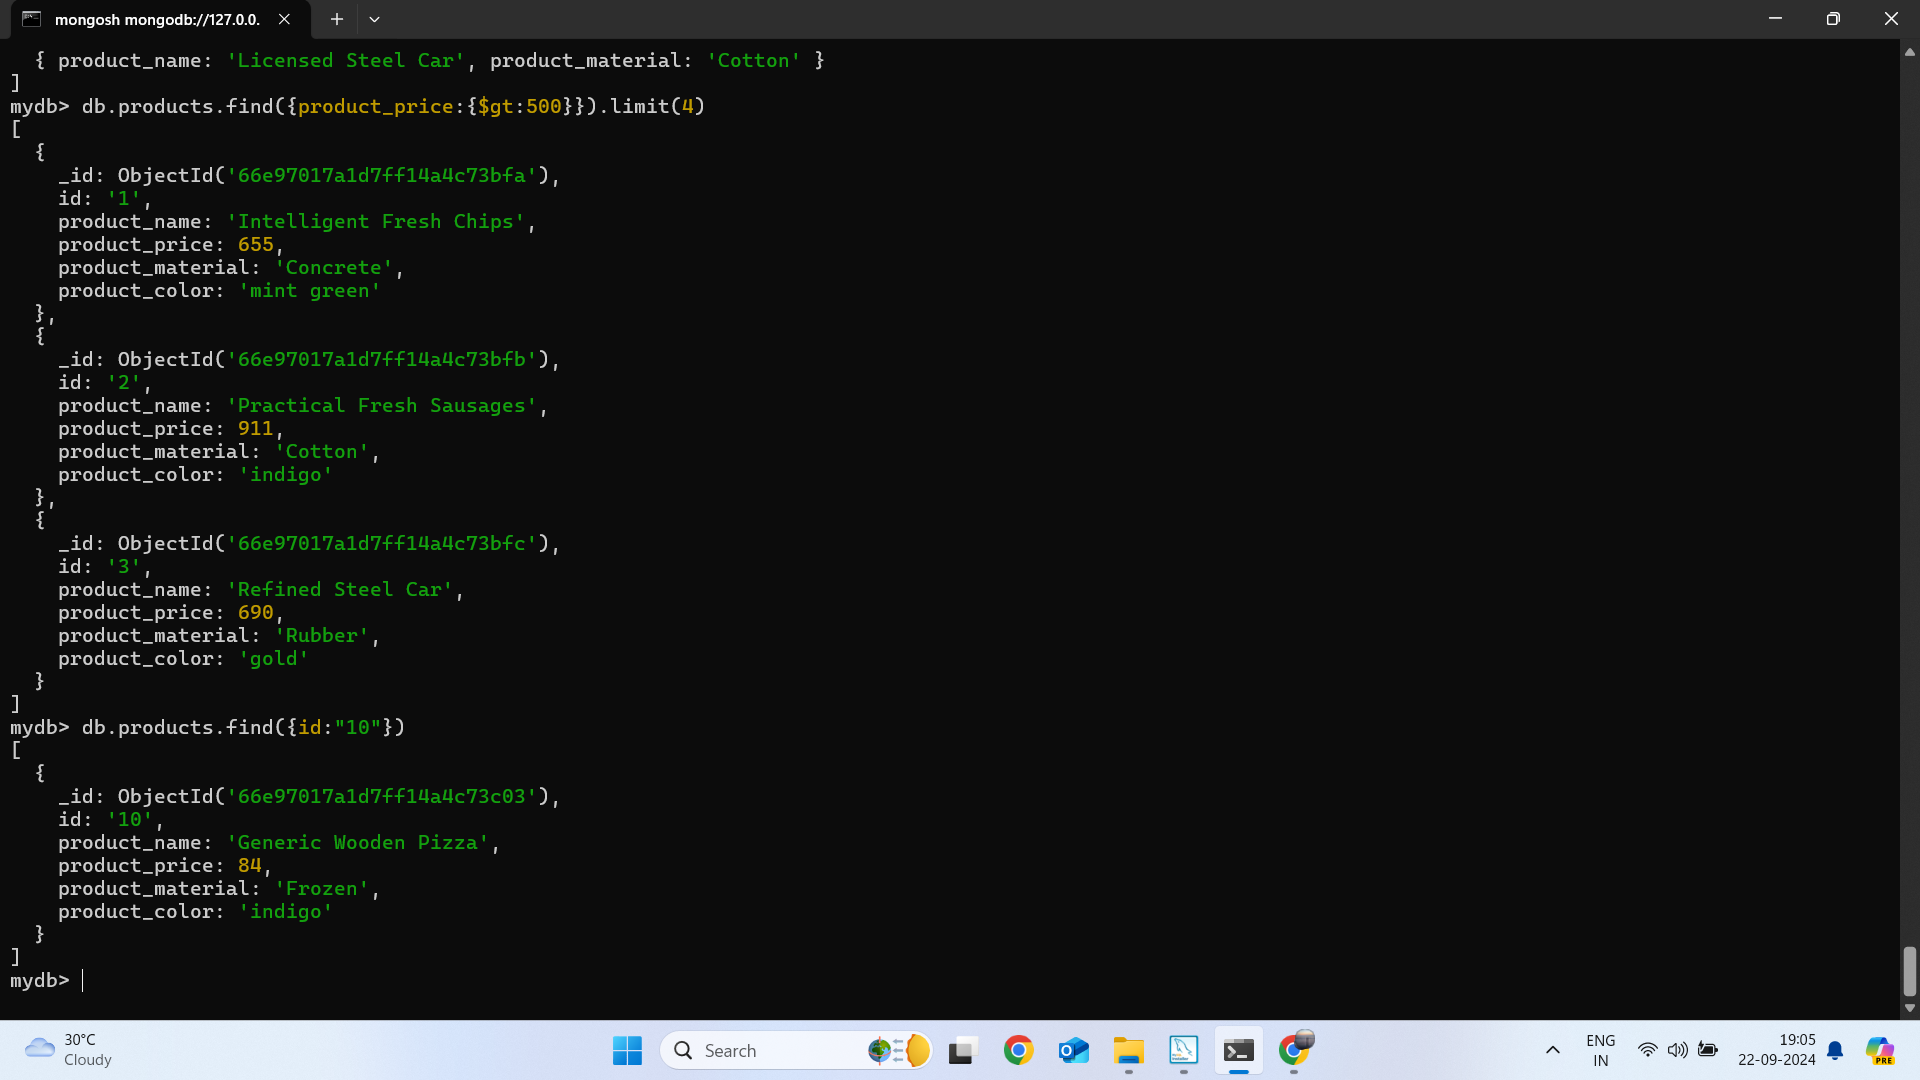 mongosh mongodb://127.0.0.
{ product_name: 'Licensed Steel Car', product_material: 'Cotton' }
]
mydb> db.products.find({product_price:{$gt:500}}).limit(4)
[
{
_id: ObjectId('66e97017a1d7ff14a4c73bfa'),
id: '1',
product_name: 'Intelligent Fresh Chips',
product_price: 655,
product_material: 'Concrete',
product_color: 'mint green'
},
{
_id: ObjectId('66e97017a1d7ff14a4c73bfb'),
id: '2',
product_name: 'Practical Fresh Sausages',
product_price: 911,
product_material: 'Cotton',
product_color: 'indigo'
},
{
_id: ObjectId('66e97017a1d7ff14a4c73bfc'),
id: '3',
product_name: 'Refined Steel Car',
product_price: 690,
product_material: 'Rubber',
product_color: 'gold'
}
]
mydb> db.products.find({id:"10"})
[
{
_id: ObjectId('66e97017a1d7ff14a4c73c03'),
id: '10',
product_name: 'Generic Wooden Pizza',
product_price: 84,
product_material: 'Frozen',
product_color: 'indigo'
}
]
mydb>
30°C
Cloudy
Search
ENG
IN
19:05
22-09-2024
PRE